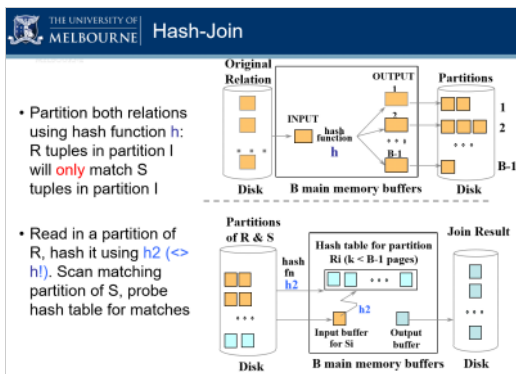 THE UNIVERSITY OF
MELBOURNE
Hash-Join
• Partition both relations
using hash function h:
R tuples in partition I
will only match S
tuples in partition I
• Read in a partition of
R, hash it using h2 (<>
h!). Scan matching
partition of S, probe
hash table for matches
Original
Relation
OUTPUT
Partitions
1
INPUT
2
hash
function
h
B-1
1
2
B-1
Disk
B main memory buffers
Disk
Partitions
of R & S
hash
fn
h2
Hash table for partition
Ri (k < B-1 pages)
h2
Input buffer
for Si
Output
buffer
Join Result
Disk
B main memory buffers
Disk